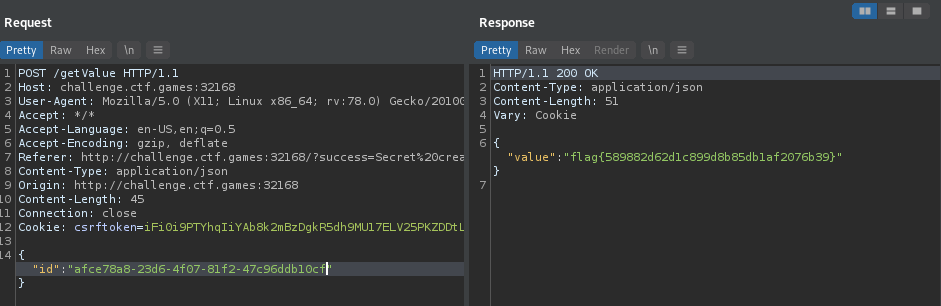 Request
Response
Pretty Raw Hex \n
Pretty Raw Hex Render \n
1 POST /getValue HTTP/1.1
2 Host: challenge.ctf.games:32168
3 User-Agent: Mozilla/5.0 (X11; Linux x86_64; rv:78.0) Gecko/2010
4 Accept: */*
5 Accept-Language: en-US,en;q=0.5
6 Accept-Encoding: gzip, deflate
7 Referer: http://challenge.ctf.games:32168/?success=Secret%20crea
8 Content-Type: application/json
9 Origin: http://challenge.ctf.games:32168
10 Content-Length: 45
11 Connection: close
12 Cookie: csrftoken=iFi0i9PTYhqIiYAb8k2mBzDgkR5dh9MU17ELV25PKZDDtL
13
14 {
"id":"afce78a8-23d6-4f07-81f2-47c96ddb10cf"
}
1 HTTP/1.1 200 OK
2 Content-Type: application/json
3 Content-Length: 51
4 Vary: Cookie
5
6 {
"value":"flag{589882d62d1c899d8b85db1af2076b39}"
}
7